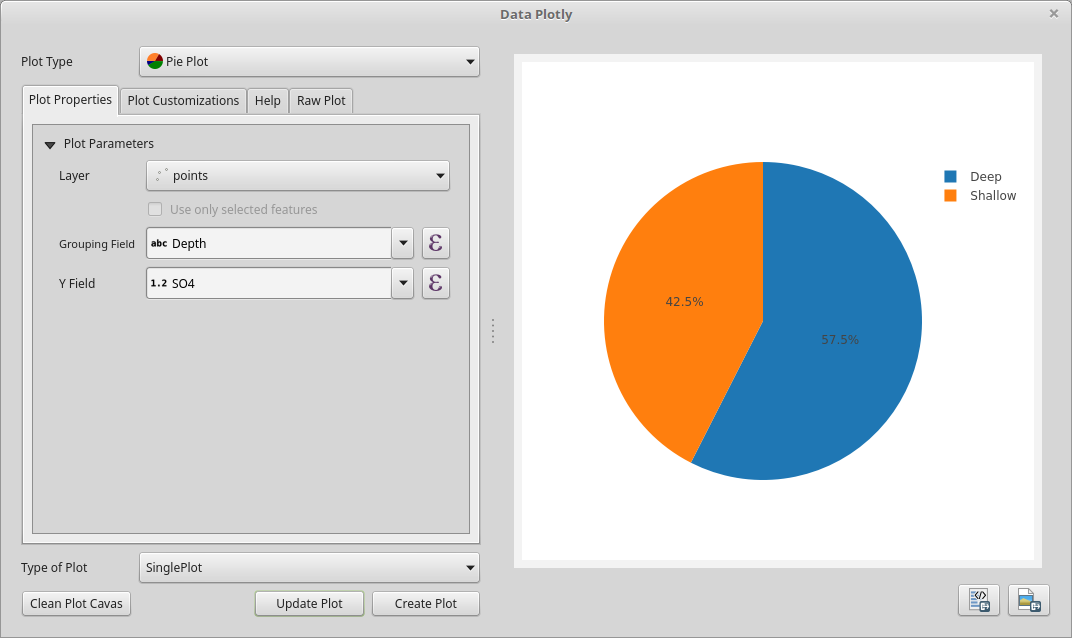 Data Plotly
Plot Type
Pie Plot
Plot Properties
Plot Customizations
Help
Raw Plot
Plot Parameters
Layer
points
Use only selected features
Grouping Field
abc Depth
Y Field
1.2 SO4
Type of Plot
SinglePlot
Clean Plot Cavas
Update Plot
Create Plot
Deep
Shallow
42.5%
57.5%